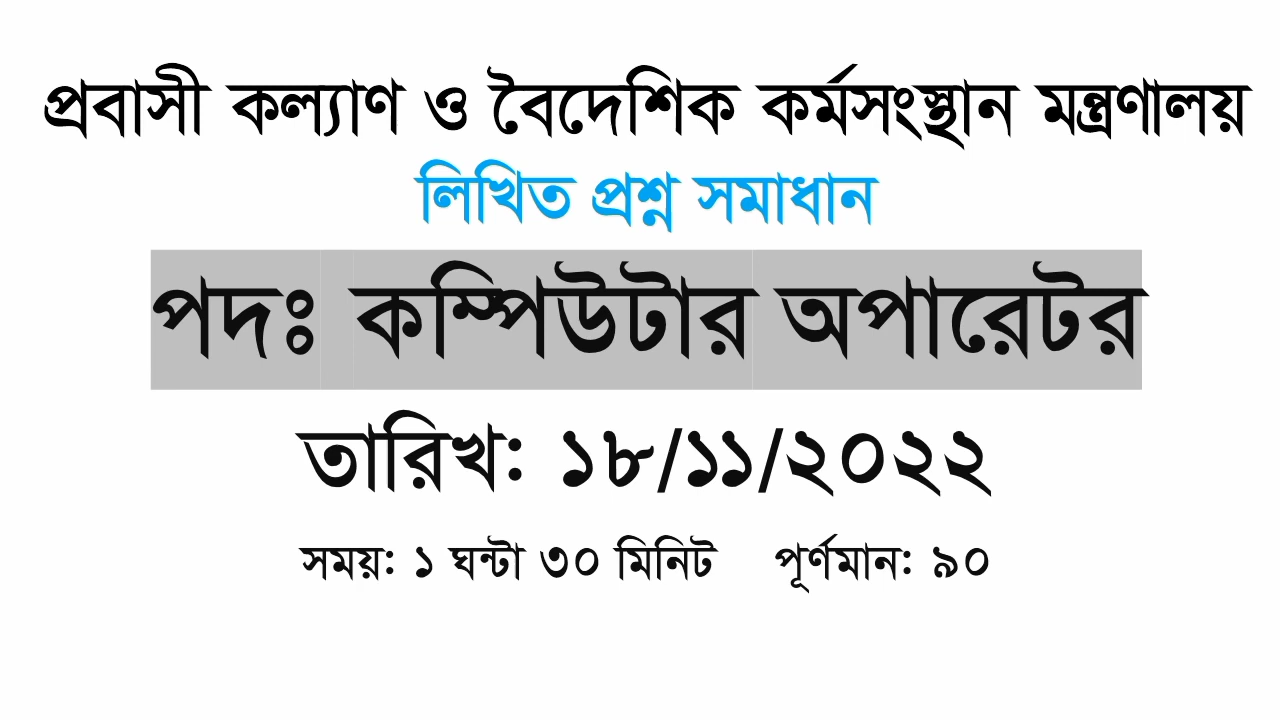 প্রবাসী কল্যাণ ও বৈদেশিক কর্মসংস্থান মন্ত্রণালয়
লিখিত প্রশ্ন সমাধান
পদঃ কম্পিউটার অপারেটর
তারিখ: ১৮/১১/২০২২
সময়: ১ ঘন্টা ৩০ মিনিট পূর্ণমান: ৯০